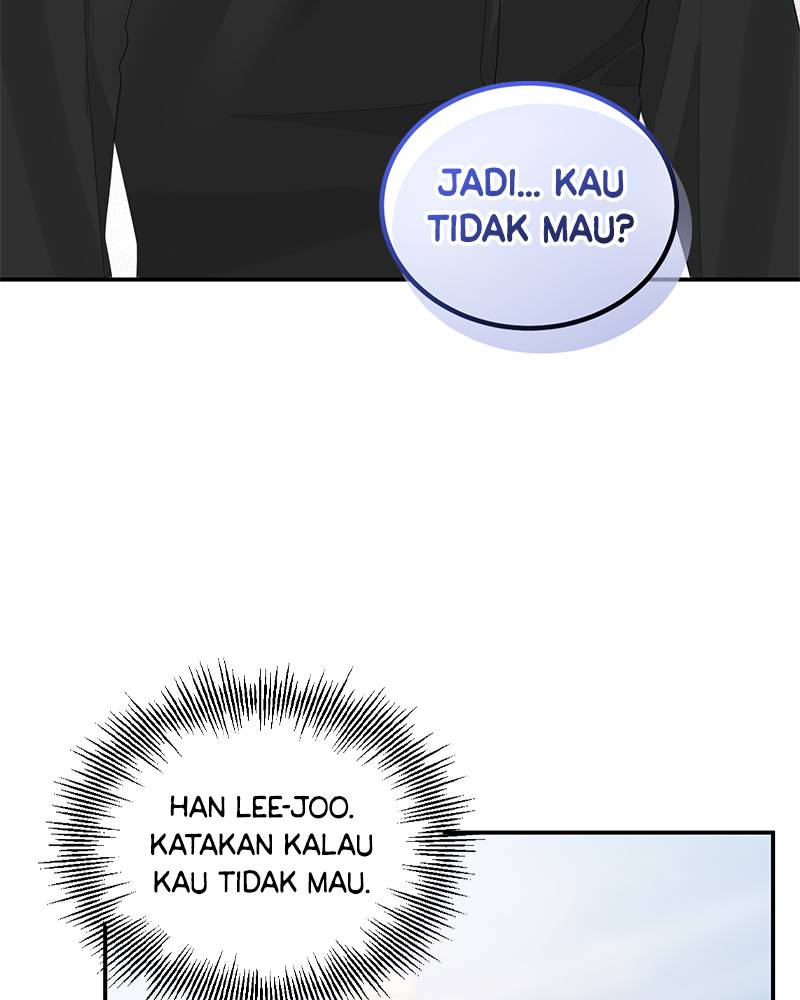 JADI... KAU
TIDAK MAU?
HAN LEE-JOO.
KATAKAN KALAU
KAU TIDAK MAU.